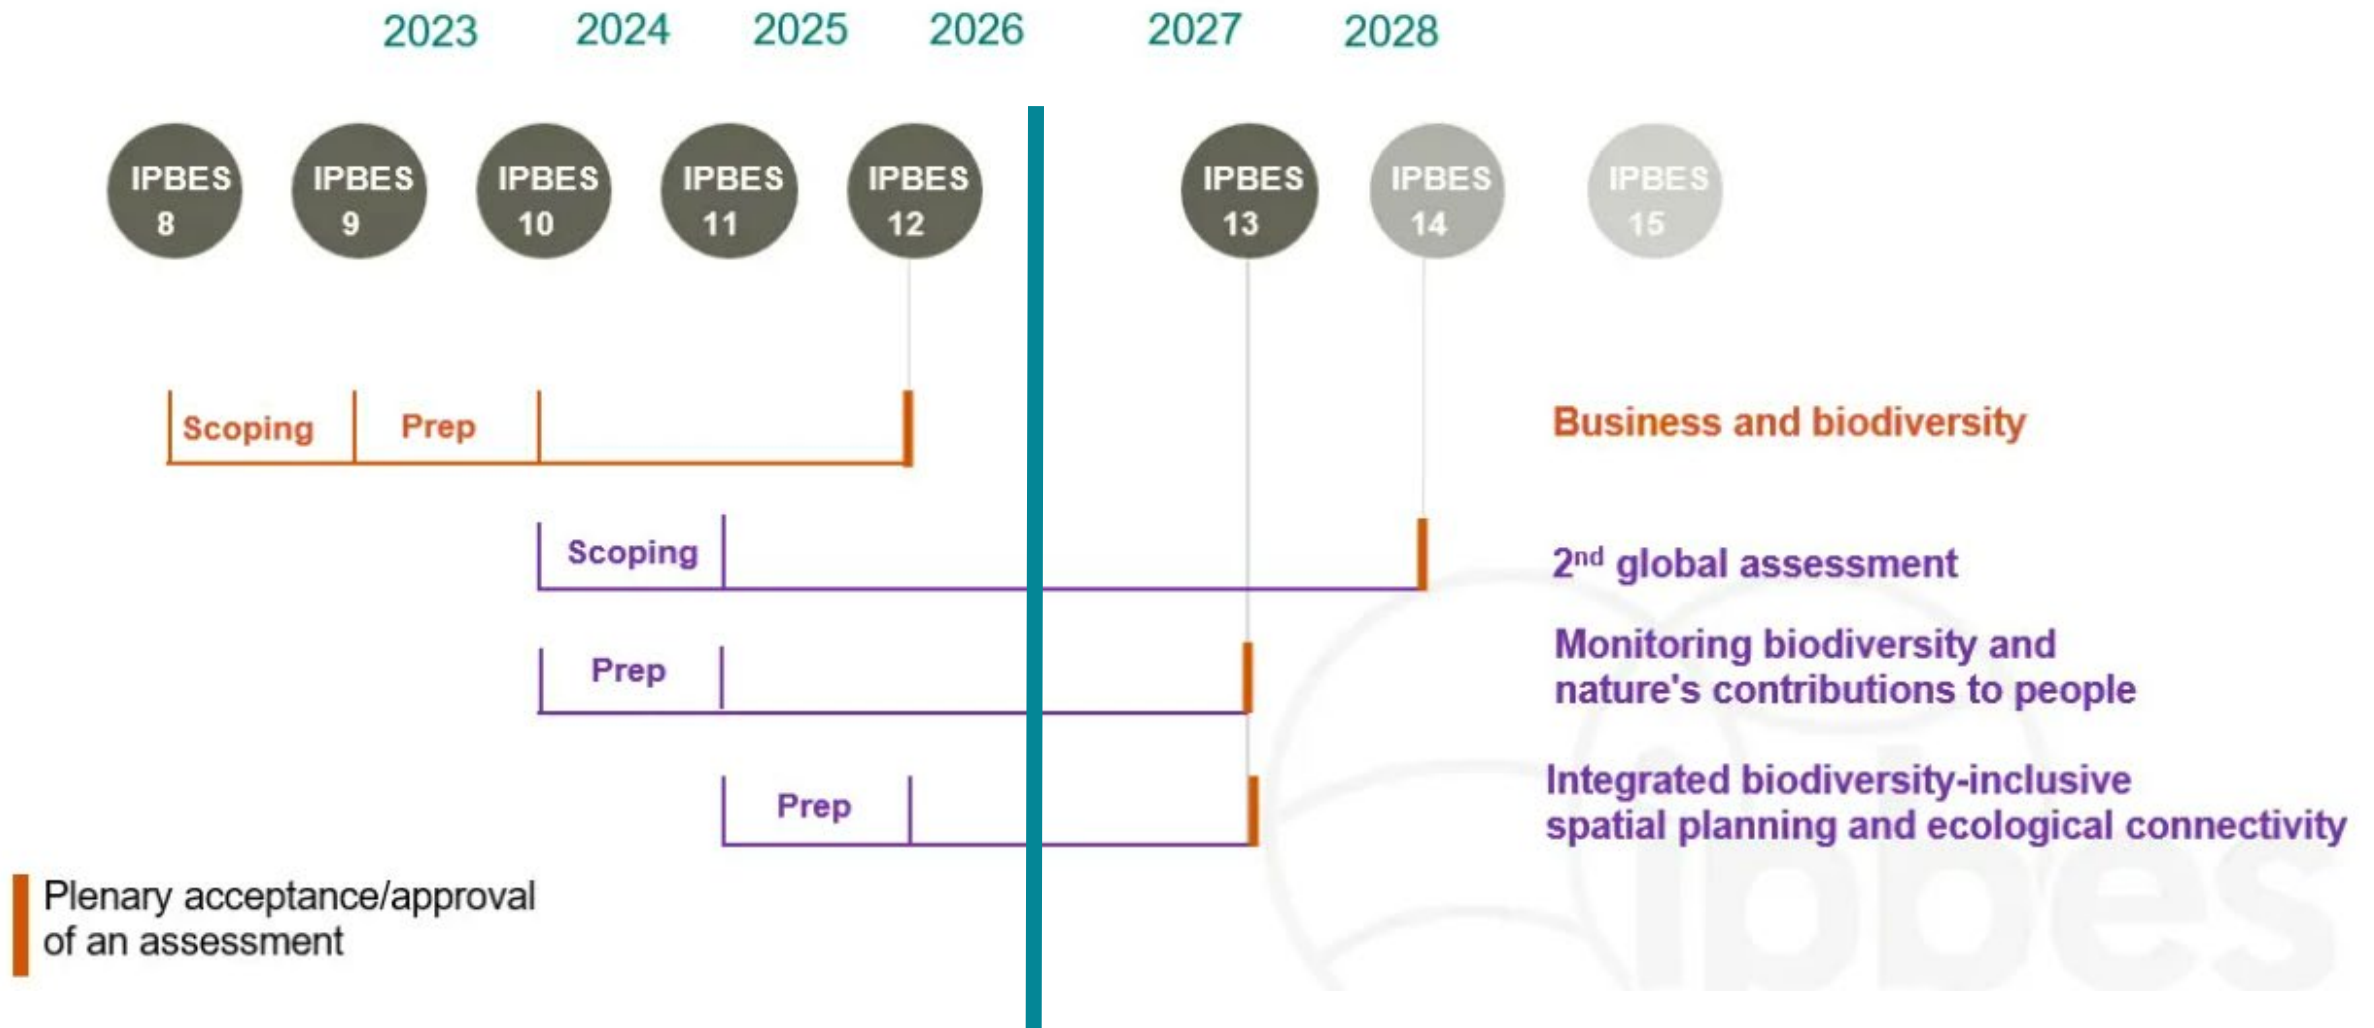 2023 2024 2025 2026 2027 2028
IPBES 8
IPBES 9
IPBES 10
IPBES 11
IPBES 12
IPBES 13
IPBES 14
IPBES 15
Scoping Prep Business and biodiversity
Scoping 2nd global assessment
Prep Monitoring biodiversity and
nature's contributions to people
Prep Integrated biodiversity-inclusive
spatial planning and ecological connectivity
Plenary acceptance/approval
of an assessment
ipbes